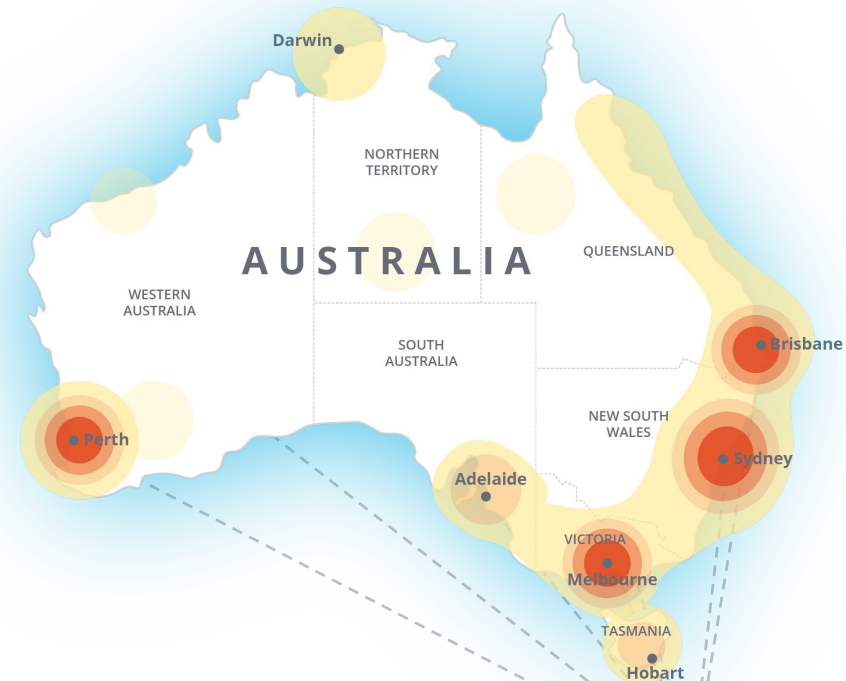 Darwin
NORTHERN
TERRITORY
AUSTRALIA
QUEENSLAND
WESTERN
AUSTRALIA
SOUTH
AUSTRALIA
Brisbane
NEW SOUTH
WALES
Perth
Sydney
Adelaide
VICTORIA
Melbourne
TASMANIA
Hobart